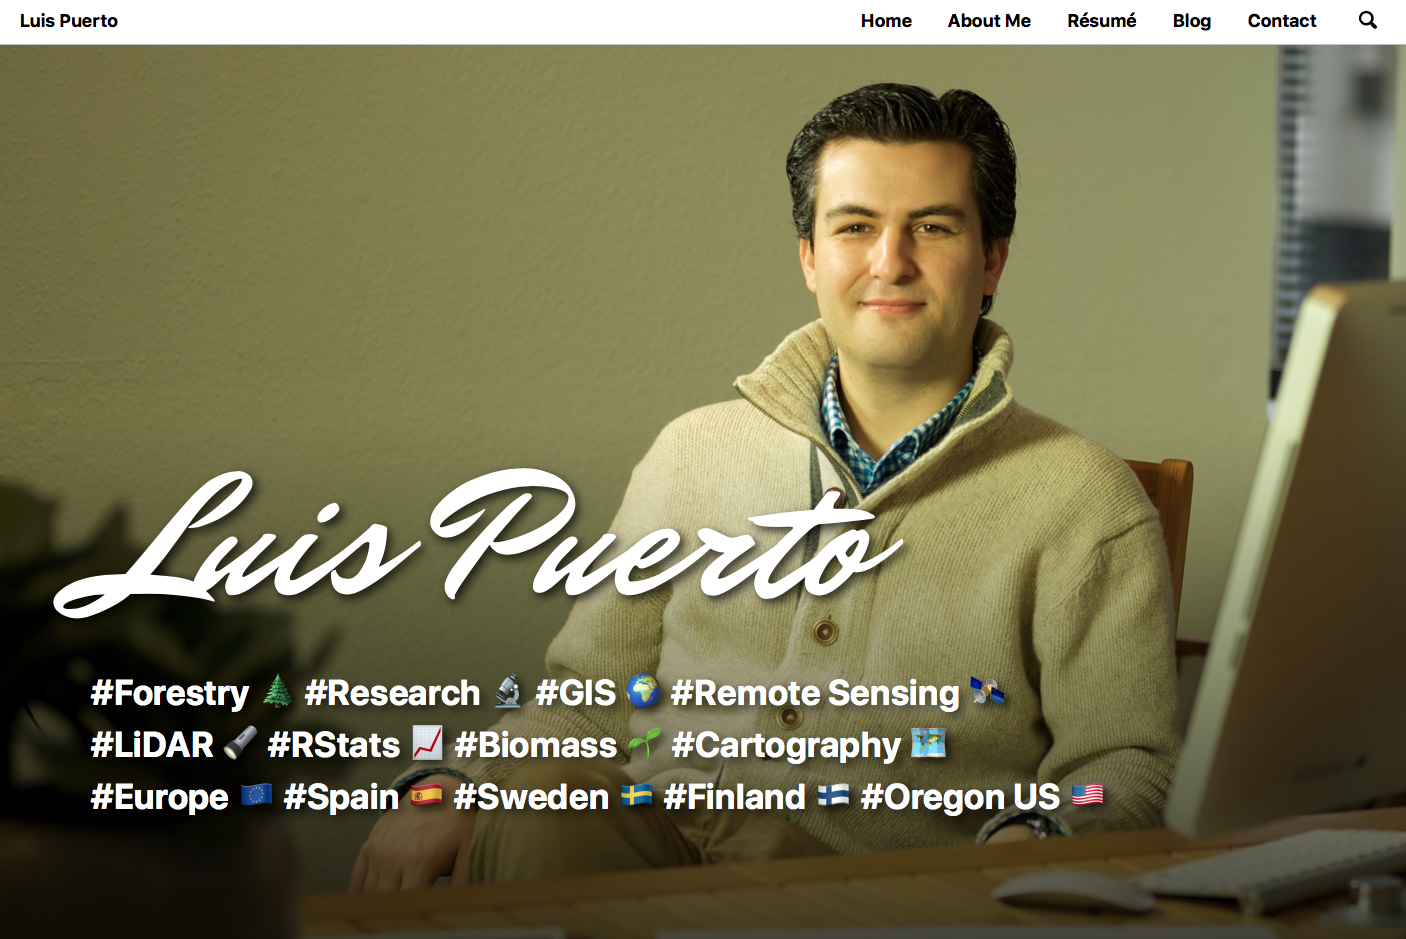 Luis Puerto Home About Me Résumé Blog Contact
Luis Puerto
#Forestry 🌲 #Research 🔬 #GIS 🌍 #Remote Sensing 🛰️
#LiDAR 🔦 #RStats 📈 #Biomass 🌱 #Cartography 🗺️
#Europe 🇪🇺 #Spain 🇪🇸 #Sweden 🇸🇪 #Finland 🇫🇮 #Oregon US 🇺🇸